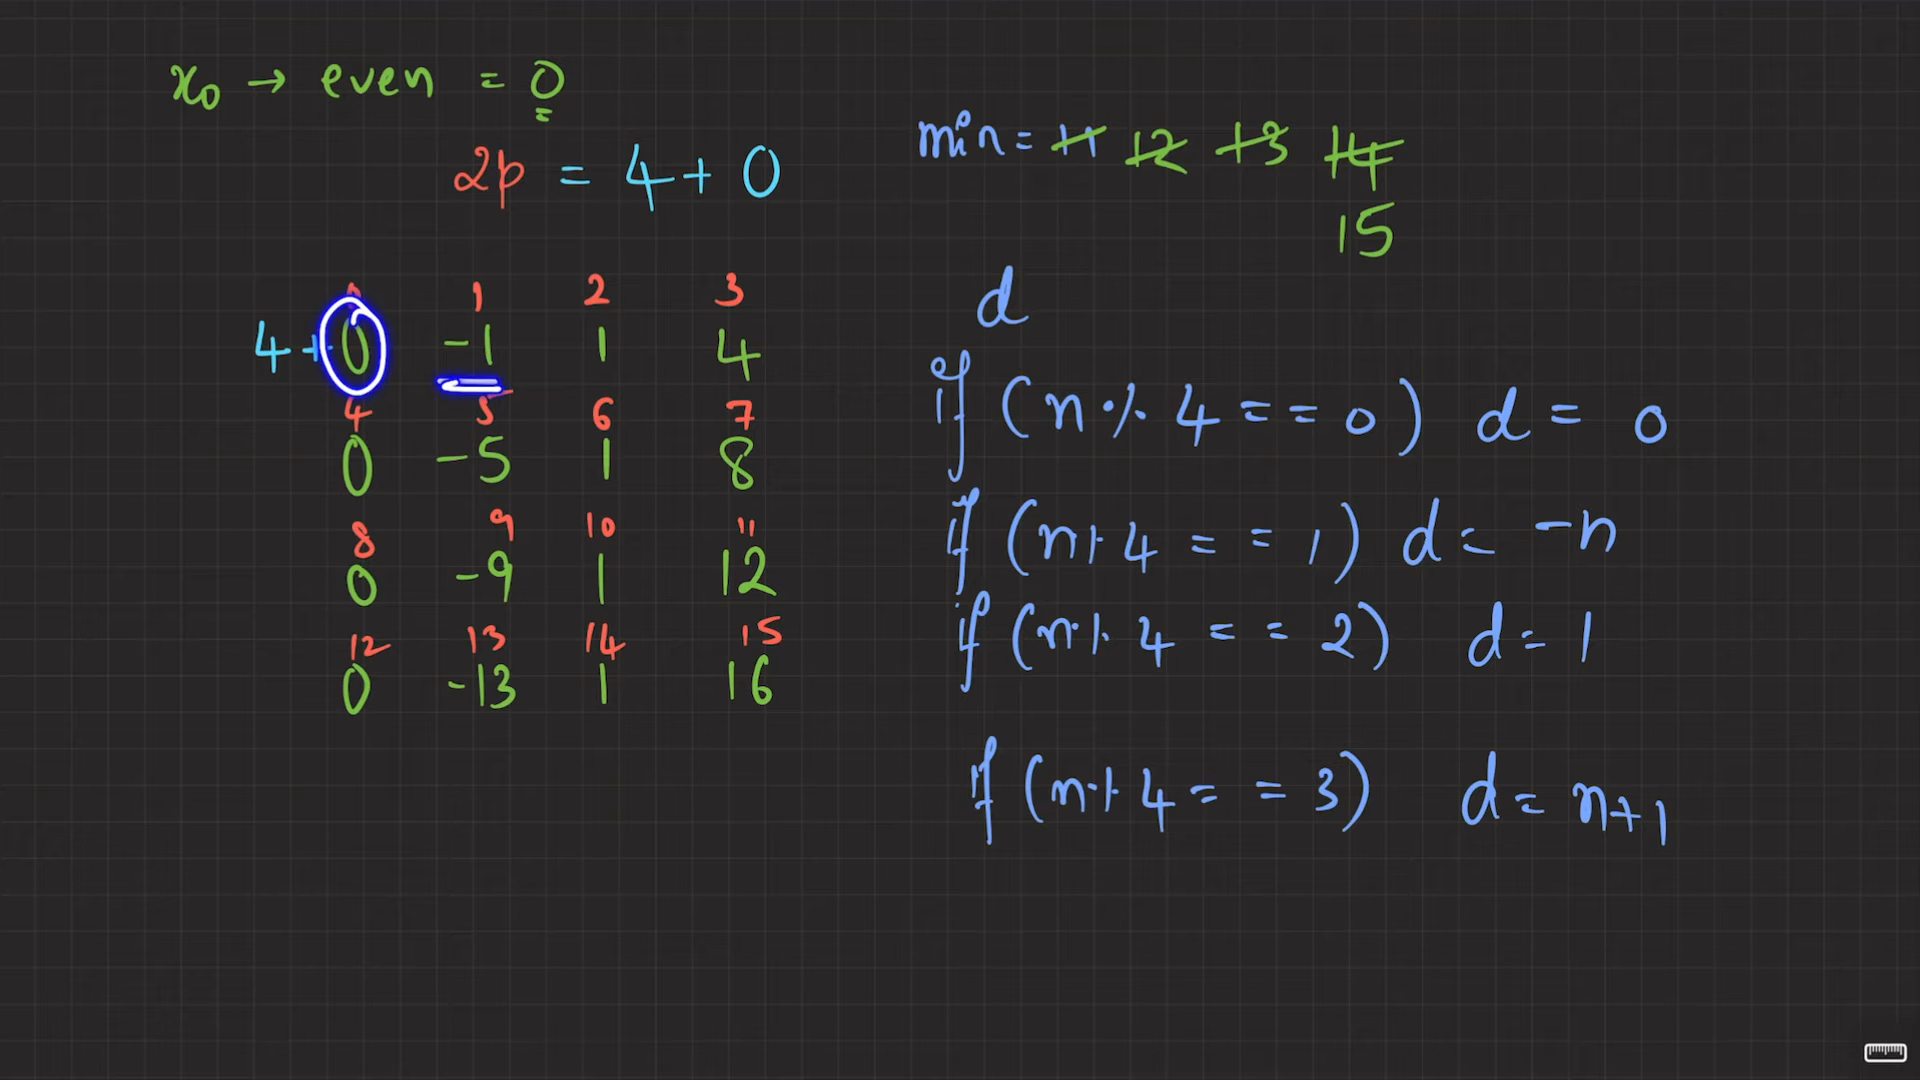 x₀ → even = 0
2p = 4 + 0
min = 11 12 13 14
15
1 2 3
4 + 0 -1 1 4
4 5 6 7
0 -5 1 8
8 9 10 11
0 -9 1 12
12 13 14 15
0 -13 1 16
d
if (n % 4 == 0) d = 0
if (n % 4 == 1) d = -n
if (n % 4 == 2) d = 1
if (n % 4 == 3) d = n+1